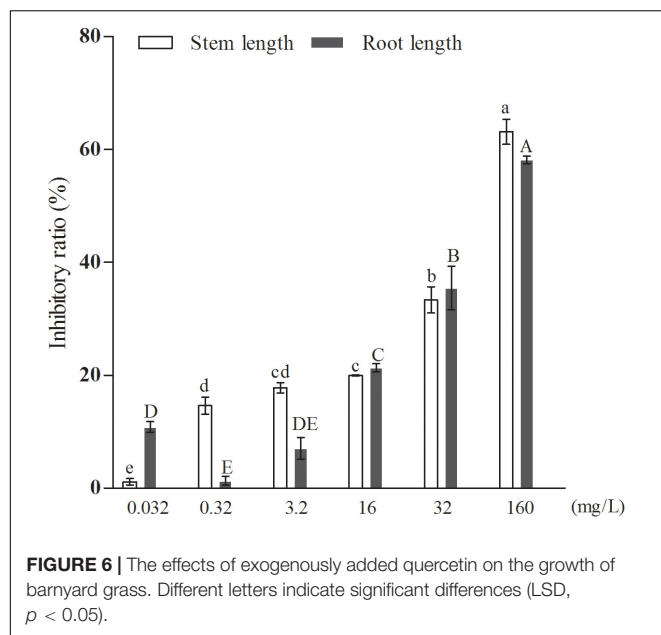 80
Stem length Root length
a
A
60
Inhibitory ratio (%)
40
B
b
C
c
cd
20
d
D
DE
e
E
0
0.032 0.32 3.2 16 32 160 (mg/L)
FIGURE 6 | The effects of exogenously added quercetin on the growth of
barnyard grass. Different letters indicate significant differences (LSD,
p < 0.05).